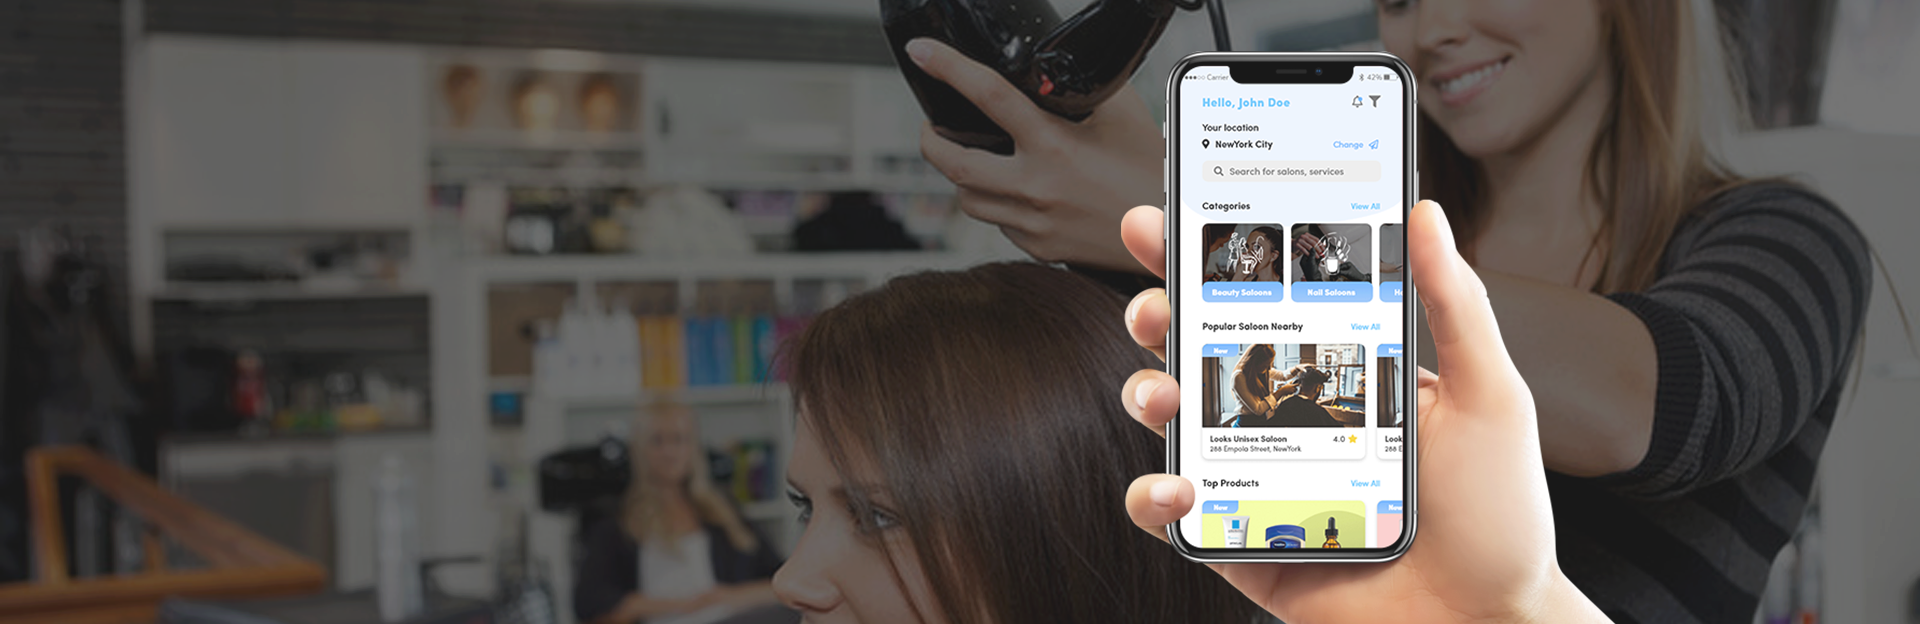 Carrier 42%
Hello, John Doe
Your location
NewYork City Change
Search for salons, services
Categories View All
Beauty Saloons Nail Saloons
Popular Saloon Nearby View All
New New
Looks Unisex Saloon 4.0
288 Empola Street, NewYork
Top Products View All
New New